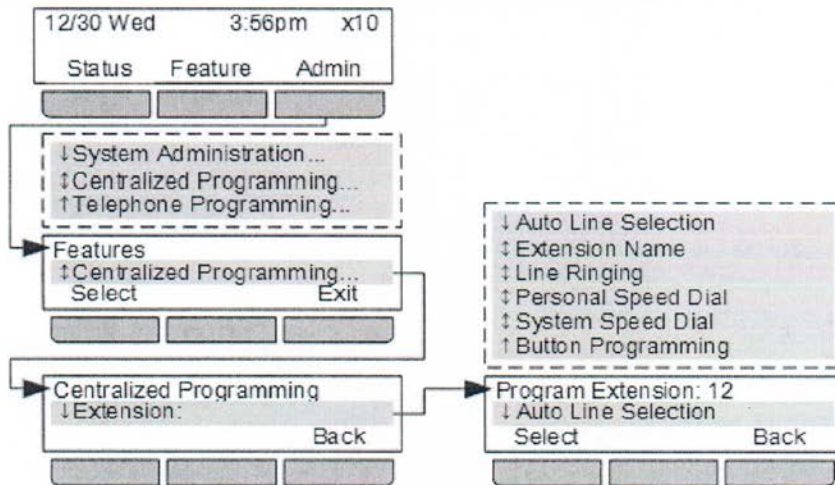 12/30 Wed 3:56pm x10
Status Feature Admin
↓System Administration...
↕Centralized Programming...
↑Telephone Programming...
Features
↕Centralized Programming...
Select Exit
Centralized Programming
↓Extension:
Back
↓Auto Line Selection
↕Extension Name
↕Line Ringing
↕Personal Speed Dial
↕System Speed Dial
↑Button Programming
Program Extension: 12
↓Auto Line Selection
Select Back